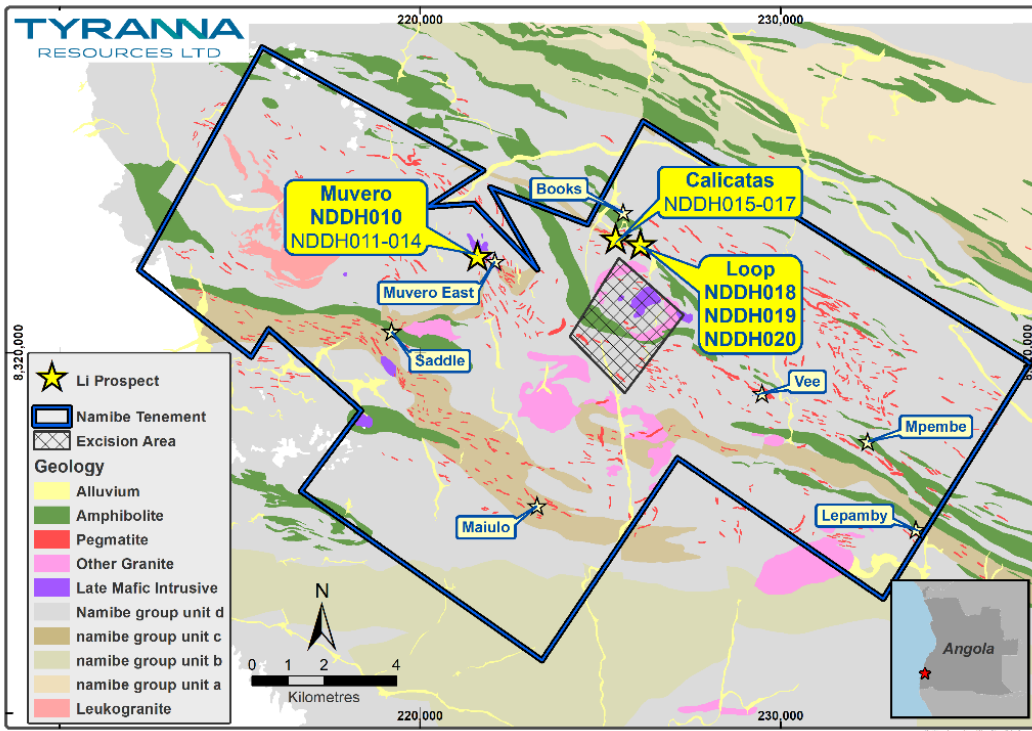 TYRANNA
RESOURCES LTD
220,000
230,000
Books
Calicatas
NDDH015-017
Muvero
NDDH010
NDDH011-014
Muvero East
Loop
NDDH018
NDDH019
NDDH020
8,320,000
Saddle
Vee
Mpembe
Maiulo
Lepamby
Li Prospect
Namibe Tenement
Excision Area
Geology
Alluvium
Amphibolite
Pegmatite
Other Granite
Late Mafic Intrusive
Namibe group unit d
namibe group unit c
namibe group unit b
namibe group unit a
Leukogranite
N
0 1 2 4
Kilometres
Angola
220,000
230,000